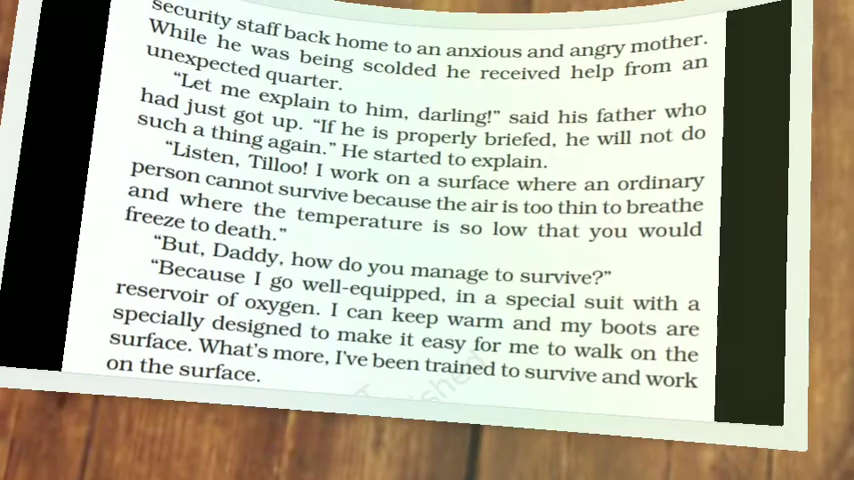 security staff back home to an anxious and angry mother.
While he was being scolded he received help from an
unexpected quarter.
“Let me explain to him, darling!” said his father who
had just got up. “If he is properly briefed, he will not do
such a thing again.” He started to explain.
“Listen, Tilloo! I work on a surface where an ordinary
person cannot survive because the air is too thin to breathe
and where the temperature is so low that you would
freeze to death.”
“But, Daddy, how do you manage to survive?”
“Because I go well-equipped, in a special suit with a
reservoir of oxygen. I can keep warm and my boots are
specially designed to make it easy for me to walk on the
surface. What’s more, I’ve been trained to survive and work
on the surface.